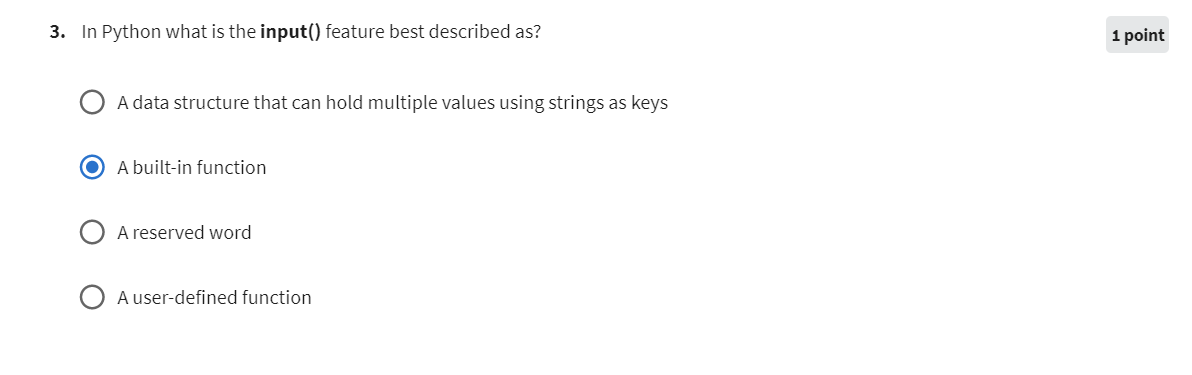 3. In Python what is the input() feature best described as?
1 point
A data structure that can hold multiple values using strings as keys
A built-in function
A reserved word
A user-defined function